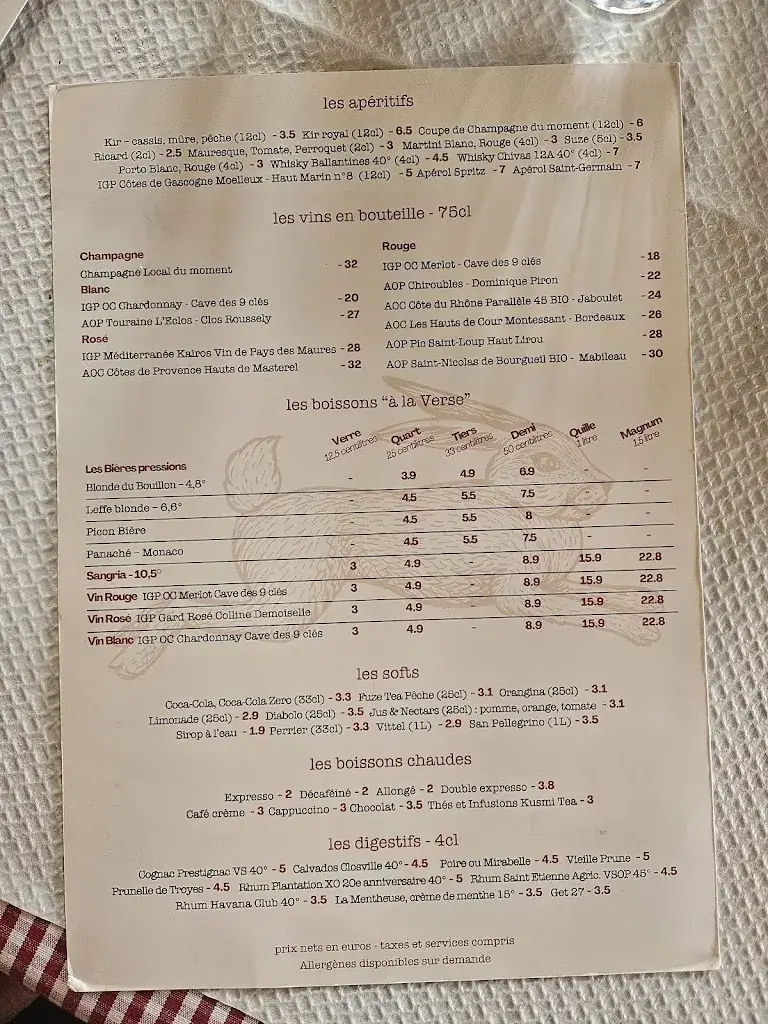 les apéritifs
Kir - cassis, mûre, pêche (12cl) - 3.5 Kir royal (12cl) - 6.5 Coupe de Champagne du moment (12cl) - 6
Ricard (2cl) - 2.5 Mauresque, Tomate, Perroquet (2cl) - 3 Martini Blanc, Rouge (4cl) - 3 Suze (5cl) - 3.5
Porto Blanc, Rouge (4cl) - 3 Whisky Ballantines 40° (4cl) - 4.5 Whisky Chivas 12A 40° (4cl) - 7
IGP Côtes de Gascogne Moelleux - Haut Marin n°8 (12cl) - 5 Apérol Spritz - 7 Apérol Saint-Germain - 7
les vins en bouteille - 75cl
Champagne
Champagne Local du moment - 32
Blanc
IGP OC Chardonnay - Cave des 9 clés - 20
AOP Touraine L'Eclos - Clos Roussely - 27
Rosé
IGP Méditerranée Kairos Vin de Pays des Maures - 28
AOC Côtes de Provence Hauts de Masterel - 32
Rouge
IGP OC Merlot - Cave des 9 clés - 18
AOP Chiroubles - Dominique Piron - 22
AOC Côte du Rhône Parallèle 45 BIO - Jaboulet - 24
AOC Les Hauts de Cour Montessant - Bordeaux - 26
AOP Pic Saint-Loup Haut Lirou - 28
AOP Saint-Nicolas de Bourgueil BIO - Mabileau - 30
les boissons "à la Verse"
Verre Quart Tiers Demi Quille Magnum
12.5 centilitres 25 centilitres 33 centilitres 50 centilitres 1 litre 1.5 litre
Les Bières pressions
Blonde du Bouillon - 4,8° - 3.9 4.9 6.9 - -
Leffe blonde - 6,6° - 4.5 5.5 7.5 - -
Picon Bière - 4.5 5.5 8 - -
Panaché - Monaco - 4.5 5.5 7.5 - -
Sangria - 10,5° 3 4.9 - 8.9 15.9 22.8
Vin Rouge IGP OC Merlot Cave des 9 clés 3 4.9 - 8.9 15.9 22.8
Vin Rosé IGP Gard Rosé Colline Demoiselle 3 4.9 - 8.9 15.9 22.8
Vin Blanc IGP OC Chardonnay Cave des 9 clés 3 4.9 - 8.9 15.9 22.8
les softs
Coca-Cola, Coca-Cola Zero (33cl) - 3.3 Fuze Tea Pêche (25cl) - 3.1 Orangina (25cl) - 3.1
Limonade (25cl) - 2.9 Diabolo (25cl) - 3.5 Jus & Nectars (25cl) : pomme, orange, tomate - 3.1
Sirop à l'eau - 1.9 Perrier (33cl) - 3.3 Vittel (1L) - 2.9 San Pellegrino (1L) - 3.5
les boissons chaudes
Expresso - 2 Décaféiné - 2 Allongé - 2 Double expresso - 3.8
Café crème - 3 Cappuccino - 3 Chocolat - 3.5 Thés et Infusions Kusmi Tea - 3
les digestifs - 4cl
Cognac Prestignac VS 40° - 5 Calvados Closville 40° - 4.5 Poire ou Mirabelle - 4.5 Vieille Prune - 5
Prunelle de Troyes - 4.5 Rhum Plantation XO 20e anniversaire 40° - 5 Rhum Saint Etienne Agric. VSOP 45° - 4.5
Rhum Havana Club 40° - 3.5 La Mentheuse, crème de menthe 15° - 3.5 Get 27 - 3.5
prix nets en euros - taxes et services compris
Allergènes disponibles sur demande